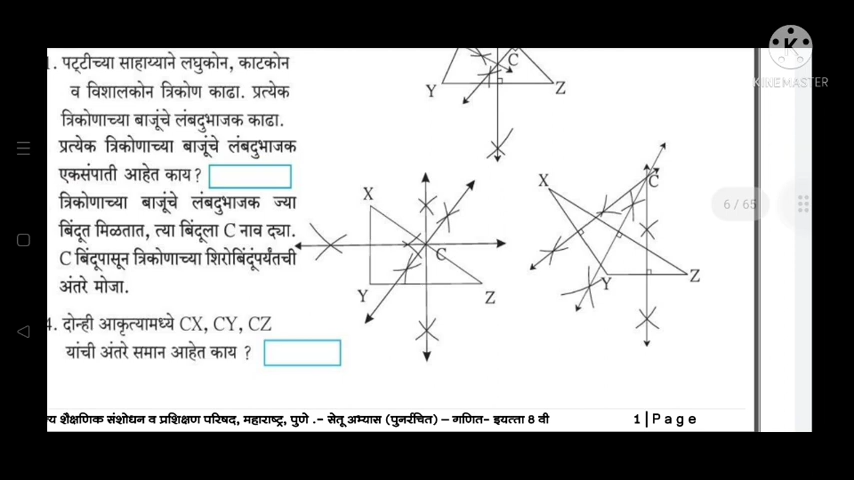 1. पट्टीच्या साहाय्याने लघुकोन, काटकोन
व विशालकोन त्रिकोण काढा. प्रत्येक
त्रिकोणाच्या बाजूंचे लंबदुभाजक काढा.
प्रत्येक त्रिकोणाच्या बाजूंचे लंबदुभाजक
एकसंपाती आहेत काय?
त्रिकोणाच्या बाजूंचे लंबदुभाजक ज्या
बिंदूत मिळतात, त्या बिंदूला C नाव द्या.
C बिंदूपासून त्रिकोणाच्या शिरोबिंदूंपर्यंतची
अंतरे मोजा.
4. दोन्ही आकृत्यामध्ये CX, CY, CZ
यांची अंतरे समान आहेत काय ?
C
Y
Z
X
C
Y
Z
X
C
Y
Z
K
KINEMASTER
6 / 65
य शैक्षणिक संशोधन व प्रशिक्षण परिषद, महाराष्ट्र, पुणे .- सेतू अभ्यास (पुनर्रचित) – गणित- इयत्ता 8 वी
1 | P a g e